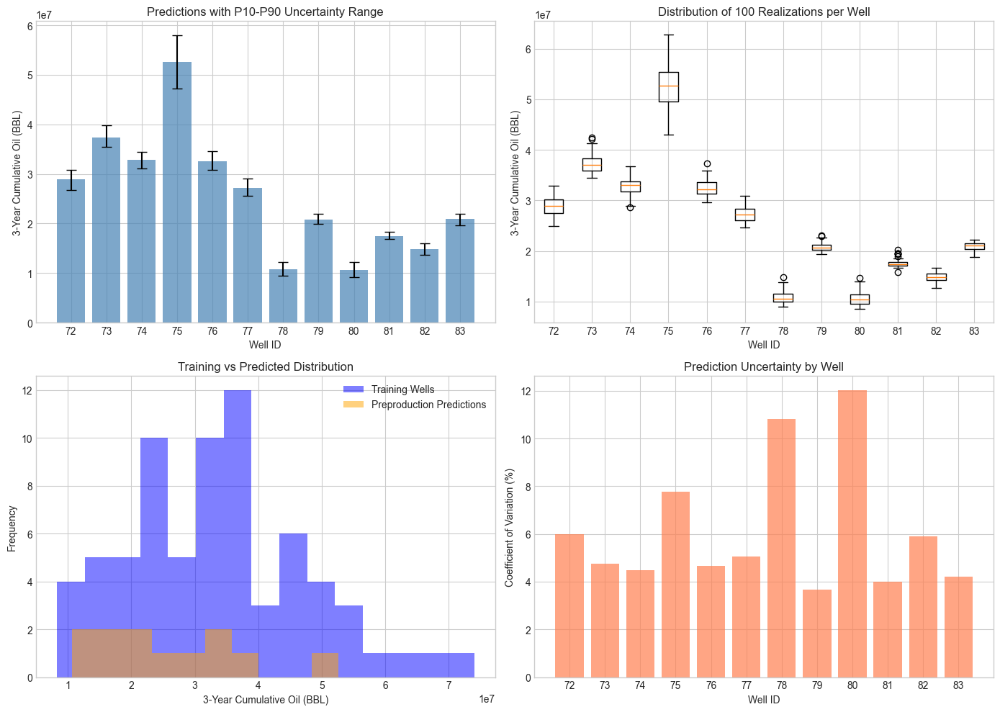 Predictions with P10-P90 Uncertainty Range
1e7
6
5
4
3
2
1
0
3-Year Cumulative Oil (BBL)
72 73 74 75 76 77 78 79 80 81 82 83
Well ID
Distribution of 100 Realizations per Well
1e7
6
5
4
3
2
1
3-Year Cumulative Oil (BBL)
72 73 74 75 76 77 78 79 80 81 82 83
Well ID
Training vs Predicted Distribution
Training Wells
Preproduction Predictions
12
10
8
6
4
2
0
Frequency
1 2 3 4 5 6 7
3-Year Cumulative Oil (BBL)
1e7
Prediction Uncertainty by Well
12
10
8
6
4
2
0
Coefficient of Variation (%)
72 73 74 75 76 77 78 79 80 81 82 83
Well ID